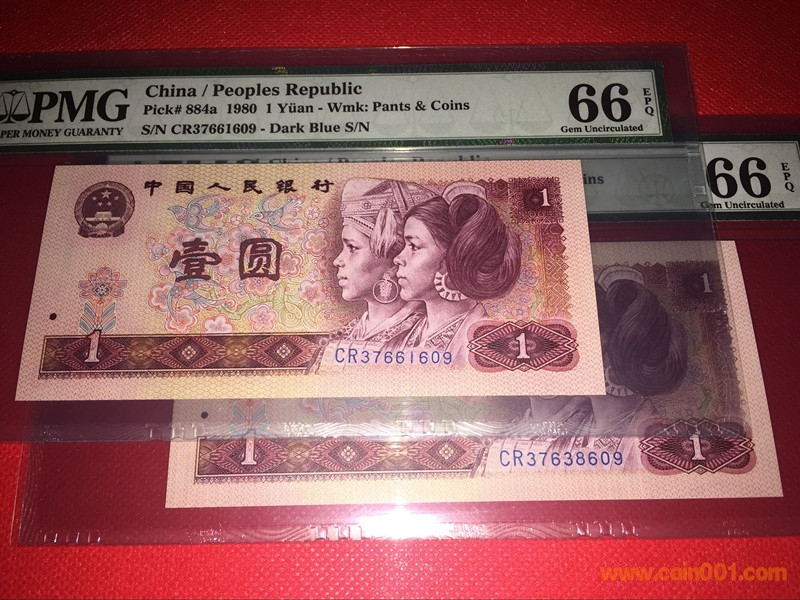 PMG
PER MONEY GUARANTY
China / Peoples Republic
Pick# 884a 1980 1 Yüan - Wmk: Pants & Coins
S/N CR37661609 - Dark Blue S/N
66
EPQ
Gem Uncirculated
66
EPQ
Gem Uncirculated
中国人民银行
1
壹圆
1
CR37661609
1
1
1
CR37638609
1
www.coin001.com